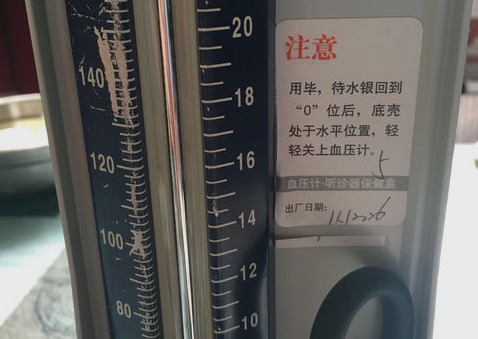 20
18
16
14
12
10
140
120
100
80
注意
用毕，待水银回到
“0”位后，底壳
处于水平位置，轻
轻关上血压计。
5
血压计·听诊器保健盒
出厂日期：